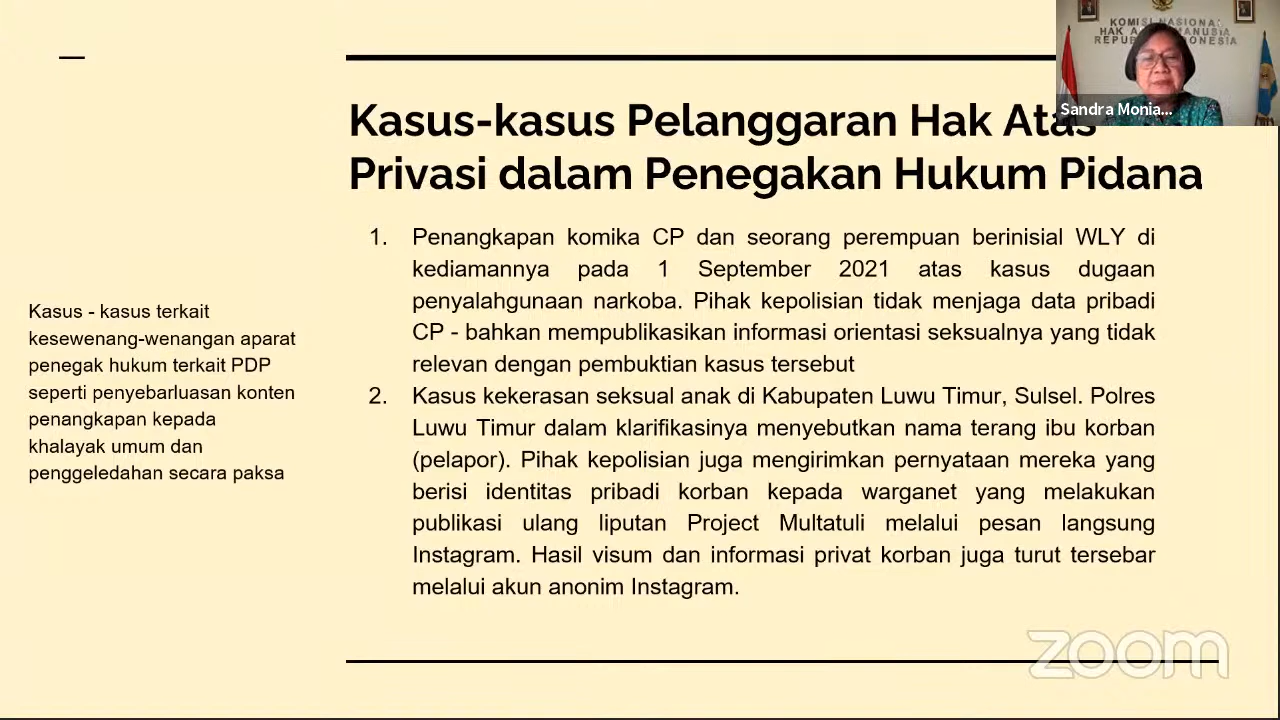 KOMISI NASIONAL
HAK A MANUSIA
REPUBLIK INDONESIA
Sandra Monia...
Kasus-kasus Pelanggaran Hak Atas
Privasi dalam Penegakan Hukum Pidana
Kasus - kasus terkait
kesewenang-wenangan aparat
penegak hukum terkait PDP
seperti penyebarluasan konten
penangkapan kepada
khalayak umum dan
penggeledahan secara paksa
1. Penangkapan komika CP dan seorang perempuan berinisial WLY di
kediamannya pada 1 September 2021 atas kasus dugaan
penyalahgunaan narkoba. Pihak kepolisian tidak menjaga data pribadi
CP - bahkan mempublikasikan informasi orientasi seksualnya yang tidak
relevan dengan pembuktian kasus tersebut
2. Kasus kekerasan seksual anak di Kabupaten Luwu Timur, Sulsel. Polres
Luwu Timur dalam klarifikasinya menyebutkan nama terang ibu korban
(pelapor). Pihak kepolisian juga mengirimkan pernyataan mereka yang
berisi identitas pribadi korban kepada warganet yang melakukan
publikasi ulang liputan Project Multatuli melalui pesan langsung
Instagram. Hasil visum dan informasi privat korban juga turut tersebar
melalui akun anonim Instagram.
zoom